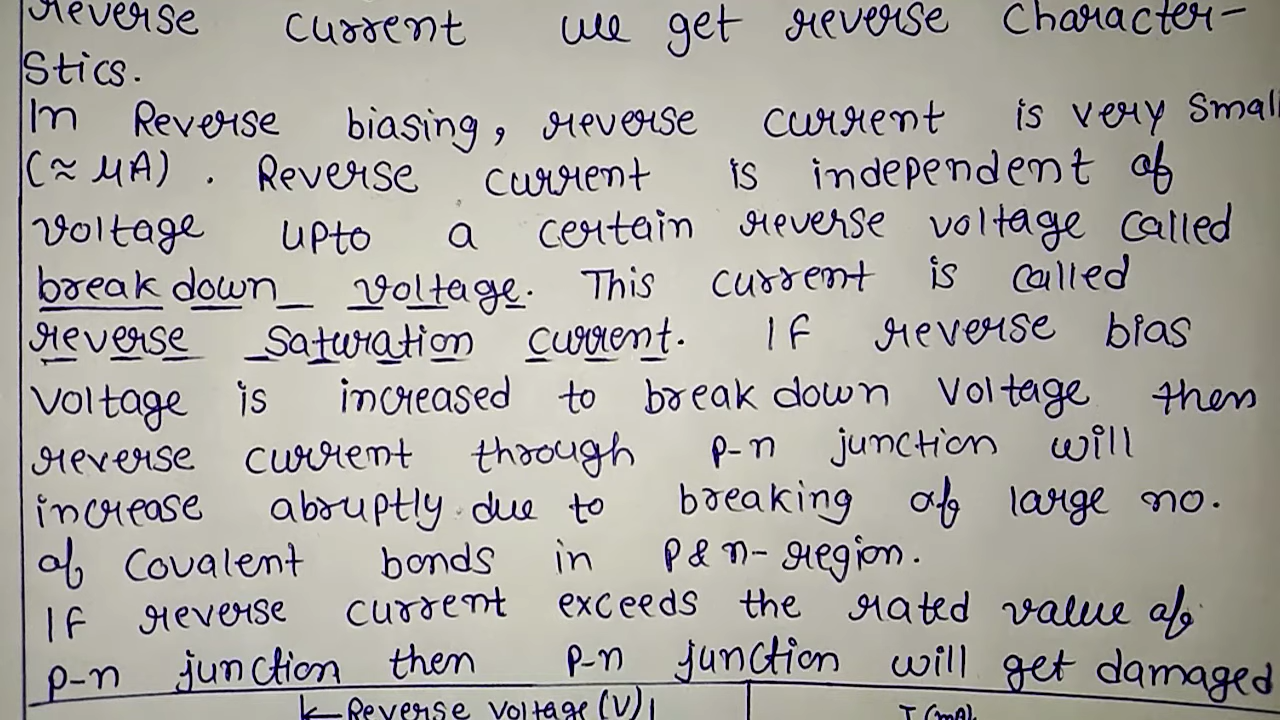 reverse current we get reverse Character-
Stics.
In Reverse biasing, reverse current is very Small
(≈ μA). Reverse current is independent of
voltage upto a certain reverse voltage called
break down voltage. This current is called
reverse saturation current. If reverse bias
voltage is increased to break down voltage then
reverse current through p-n junction will
increase abruptly due to breaking of large no.
of Covalent bonds in P & n-region.
If reverse current exceeds the rated value of
p-n junction then p-n junction will get damaged
Reverse Voltage (V)
I (mA)